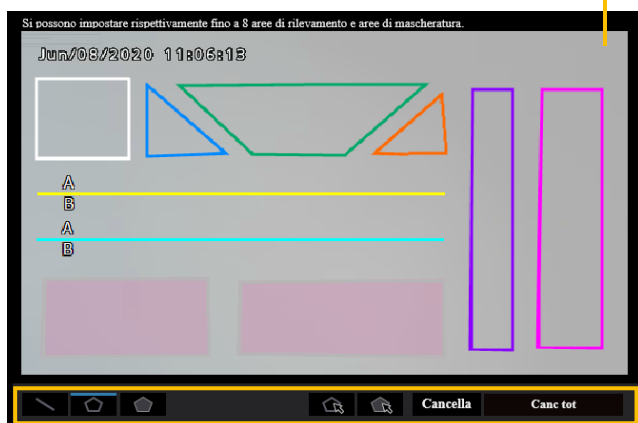 Si possono impostare rispettivamente fino a 8 aree di rilevamento e aree di mascheratura.
Jun/08/2020 11:06:13
A
B
A
B
Cancella Canc tot